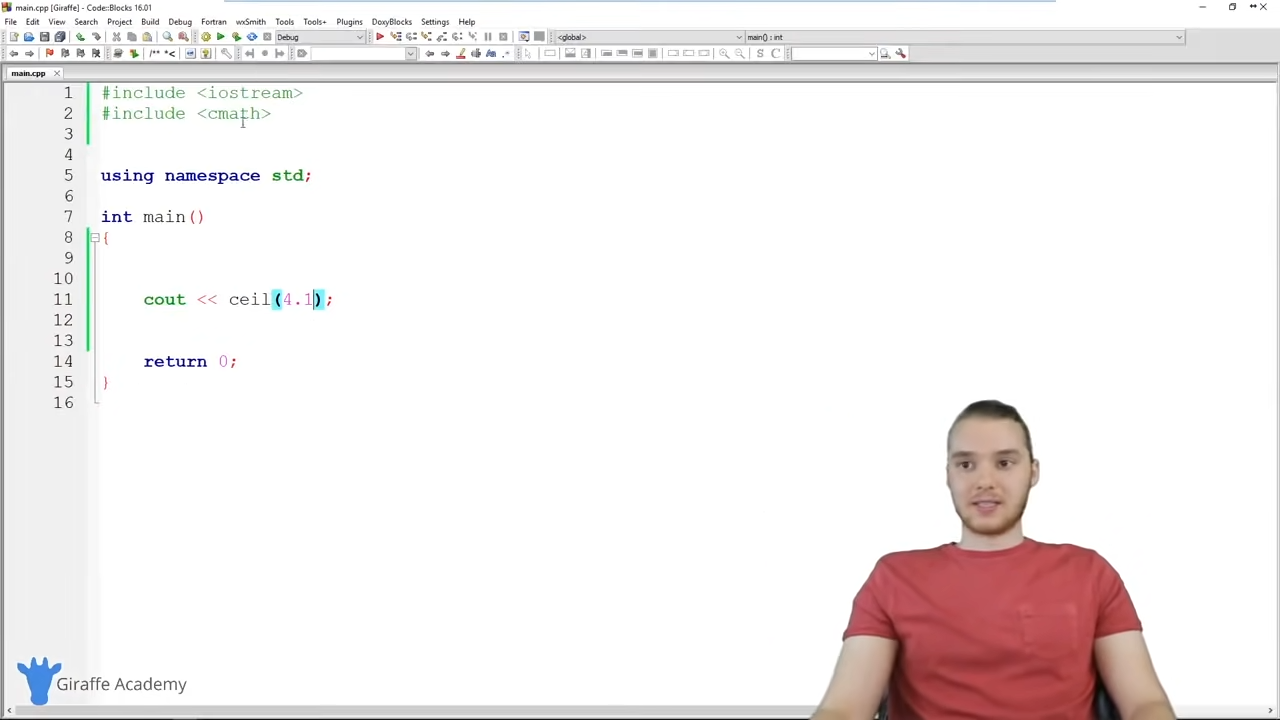 main.cpp [Giraffe] - Code::Blocks 16.01
File Edit View Search Project Build Debug Fortran wxSmith Tools Tools+ Plugins DoxyBlocks Settings Help
Debug <global> main() : int
main.cpp
1 #include <iostream>
2 #include <cmath>
3
4
5 using namespace std;
6
7 int main()
8 {
9
10
11 cout << ceil(4.1);
12
13
14 return 0;
15 }
16
Giraffe Academy